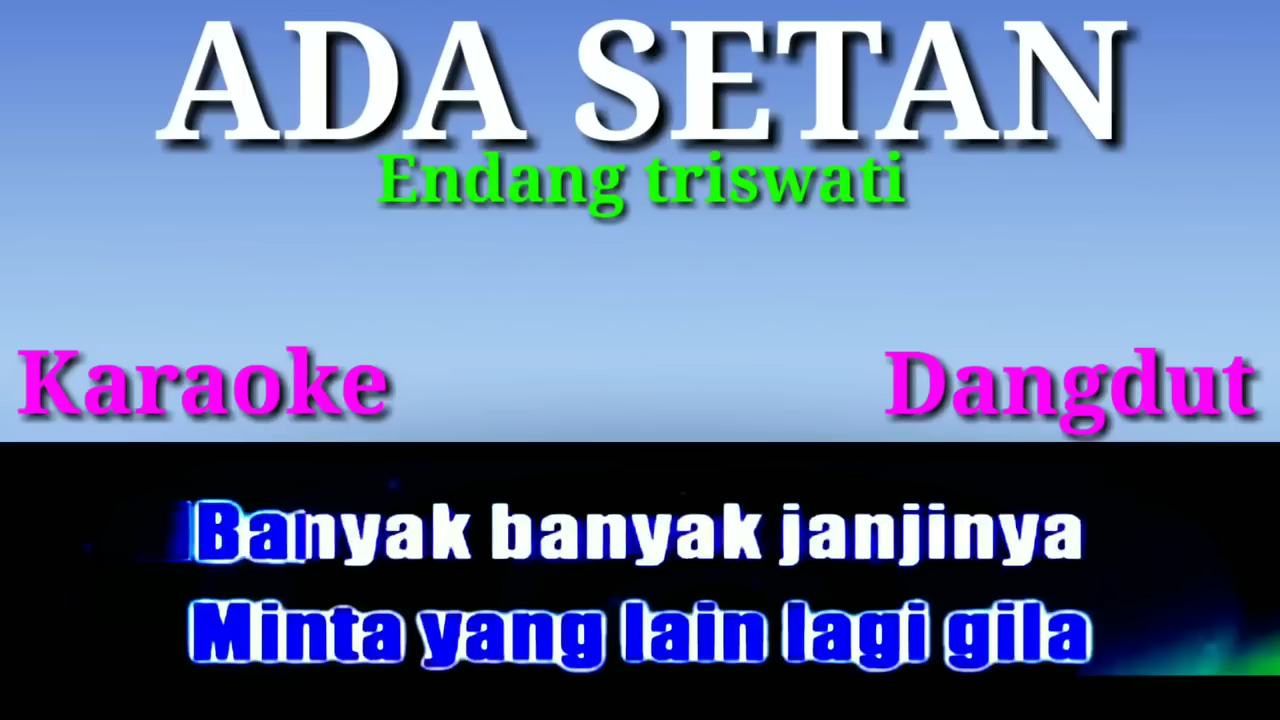 ADA SETAN
Endang triswati
Karaoke
Dangdut
Banyak banyak janjinya
Minta yang lain lagi gila